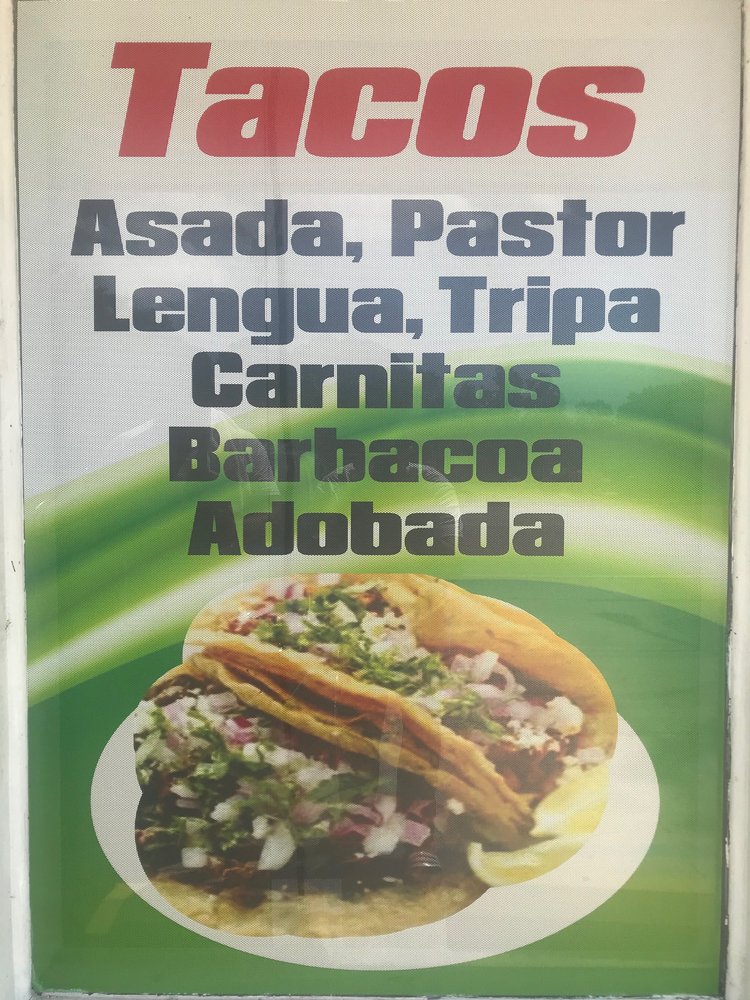 Tacos
Asada, Pastor
Lengua, Tripa
Carnitas
Barbacoa
Adobada